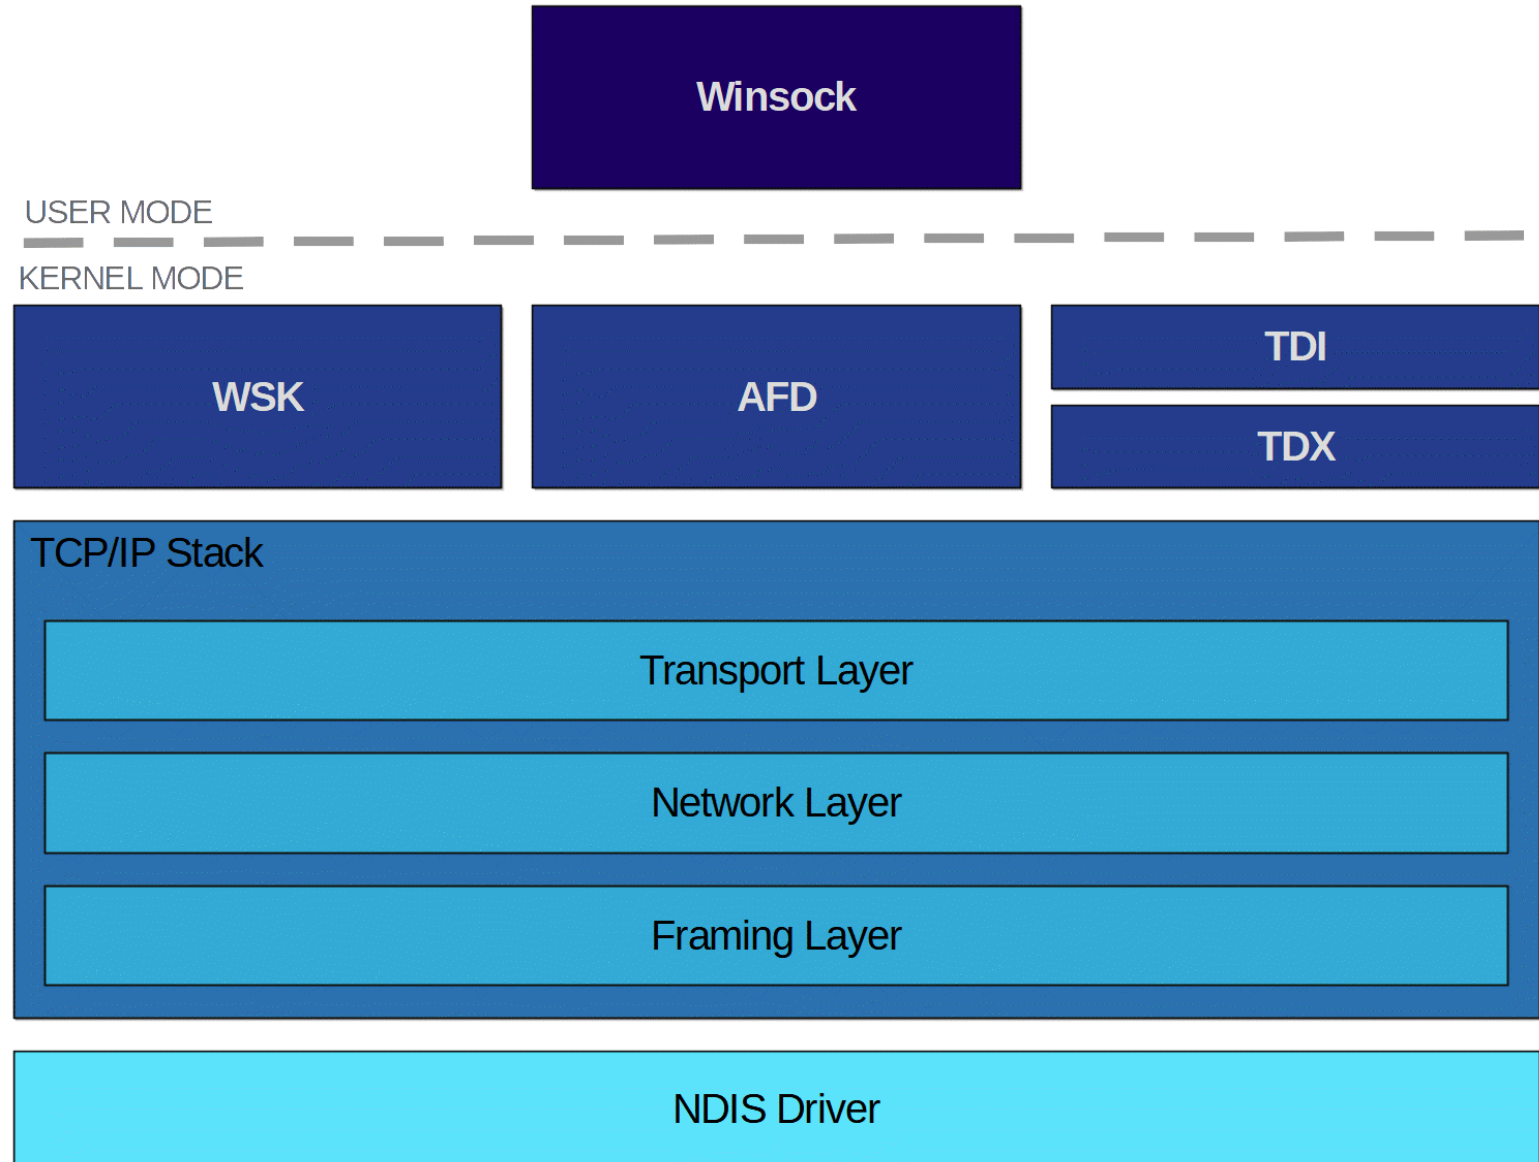 Winsock
USER MODE
KERNEL MODE
WSK
AFD
TDI
TDX
TCP/IP Stack
Transport Layer
Network Layer
Framing Layer
NDIS Driver